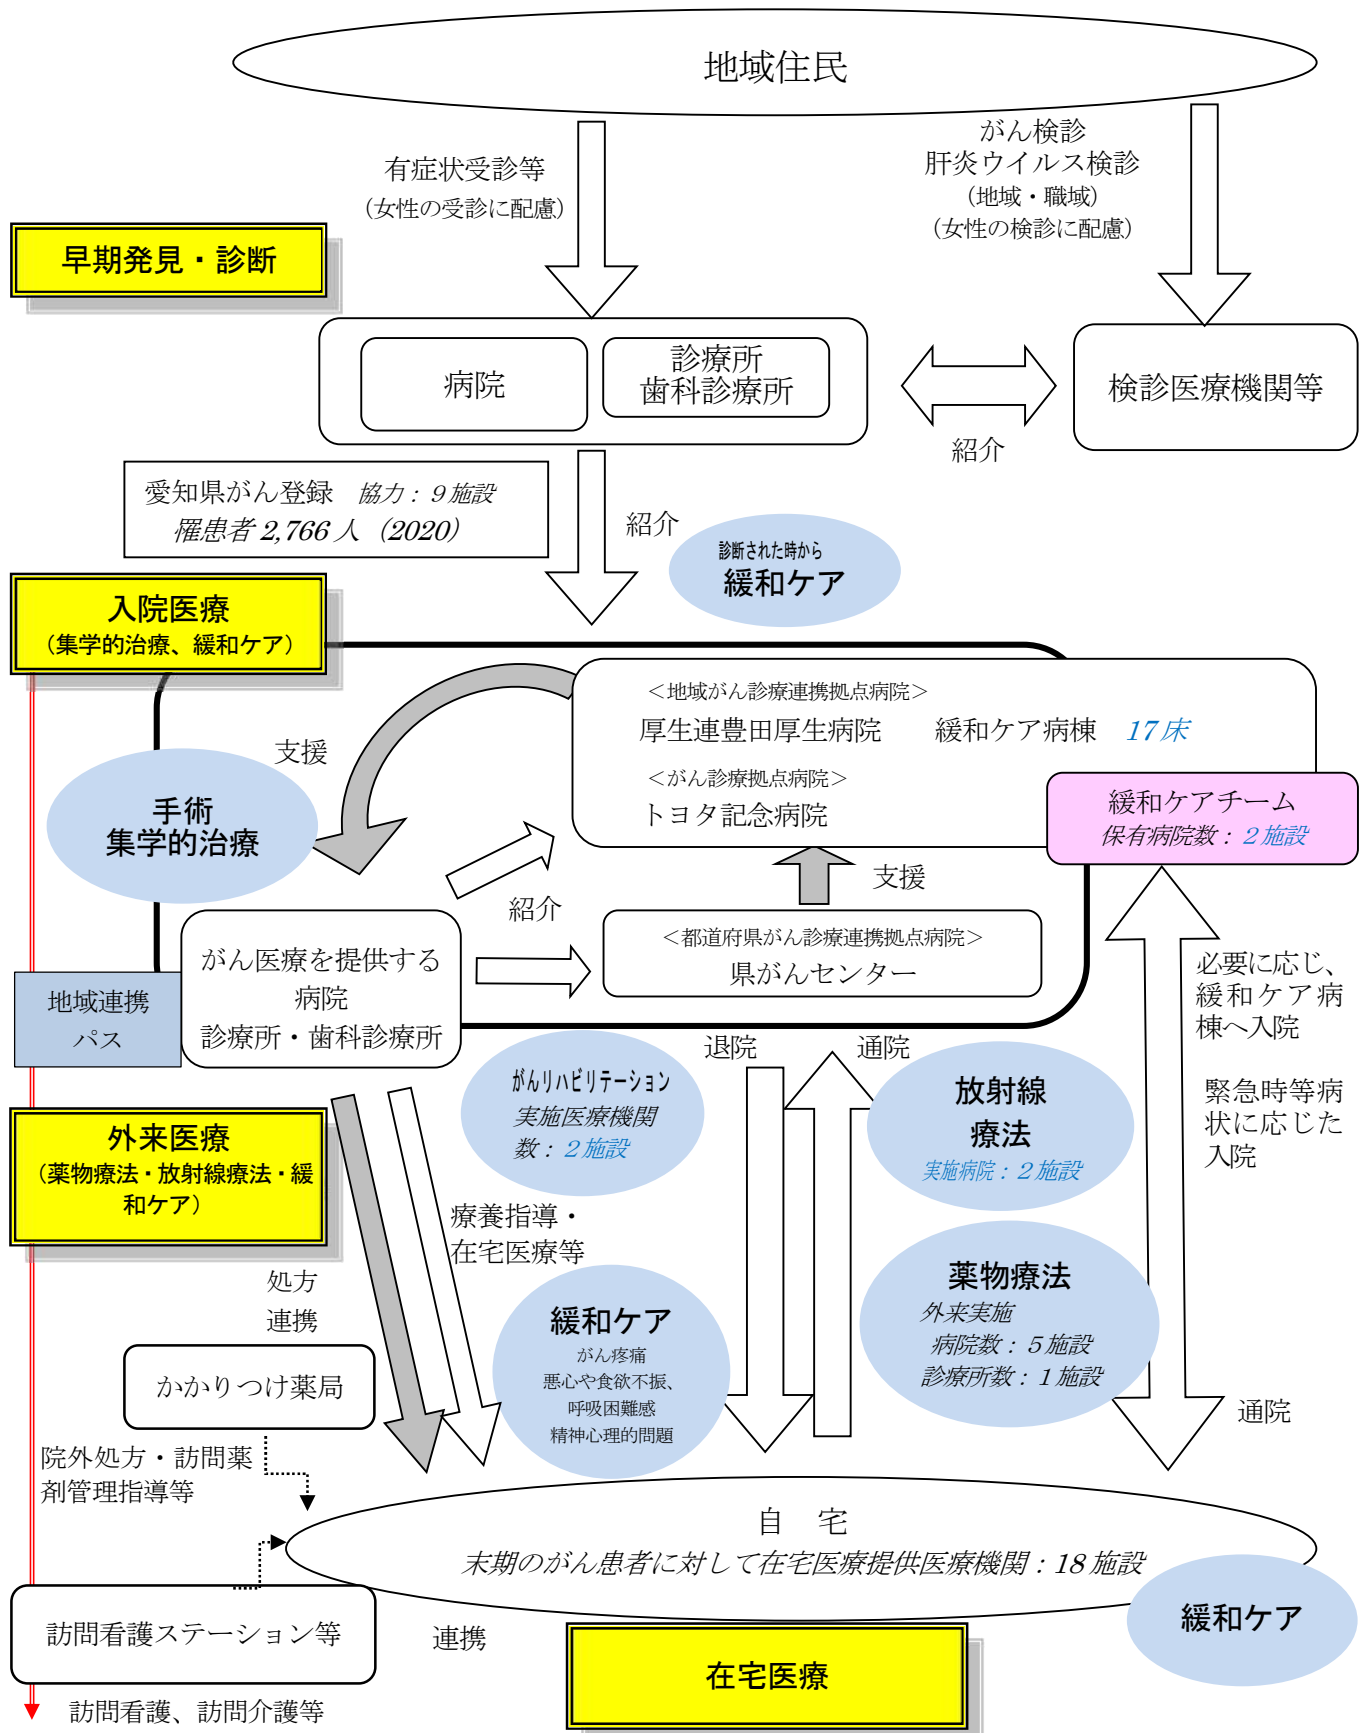 地域住民
有症状受診等
（女性の受診に配慮）
がん検診
肝炎ウイルス検診
（地域・職域）
（女性の検診に配慮）
早期発見・診断
病院
診療所
歯科診療所
検診医療機関等
紹介
愛知県がん登録　協力：９施設
罹患者 2,766 人（2020）
紹介
診断された時から
緩和ケア
入院医療
（集学的治療、緩和ケア）
＜地域がん診療連携拠点病院＞
厚生連豊田厚生病院　緩和ケア病棟　17 床
＜がん診療拠点病院＞
トヨタ記念病院
支援
手術
集学的治療
緩和ケアチーム
保有病院数：２施設
支援
紹介
＜都道府県がん診療連携拠点病院＞
県がんセンター
がん医療を提供する
病院
診療所・歯科診療所
地域連携
パス
必要に応じ、
緩和ケア病
棟へ入院
緊急時等病
状に応じた
入院
退院
通院
がんリハビリテーション
実施医療機関
数：２施設
放射線
療法
実施病院：２施設
外来医療
（薬物療法・放射線療法・緩
和ケア）
療養指導・
在宅医療等
処方
連携
薬物療法
外来実施
病院数：５施設
診療所数：１施設
緩和ケア
がん疼痛
悪心や食欲不振、
呼吸困難感
精神心理的問題
かかりつけ薬局
通院
院外処方・訪問薬
剤管理指導等
自　宅
末期のがん患者に対して在宅医療提供医療機関：18 施設
緩和ケア
訪問看護ステーション等
連携
在宅医療
訪問看護、訪問介護等